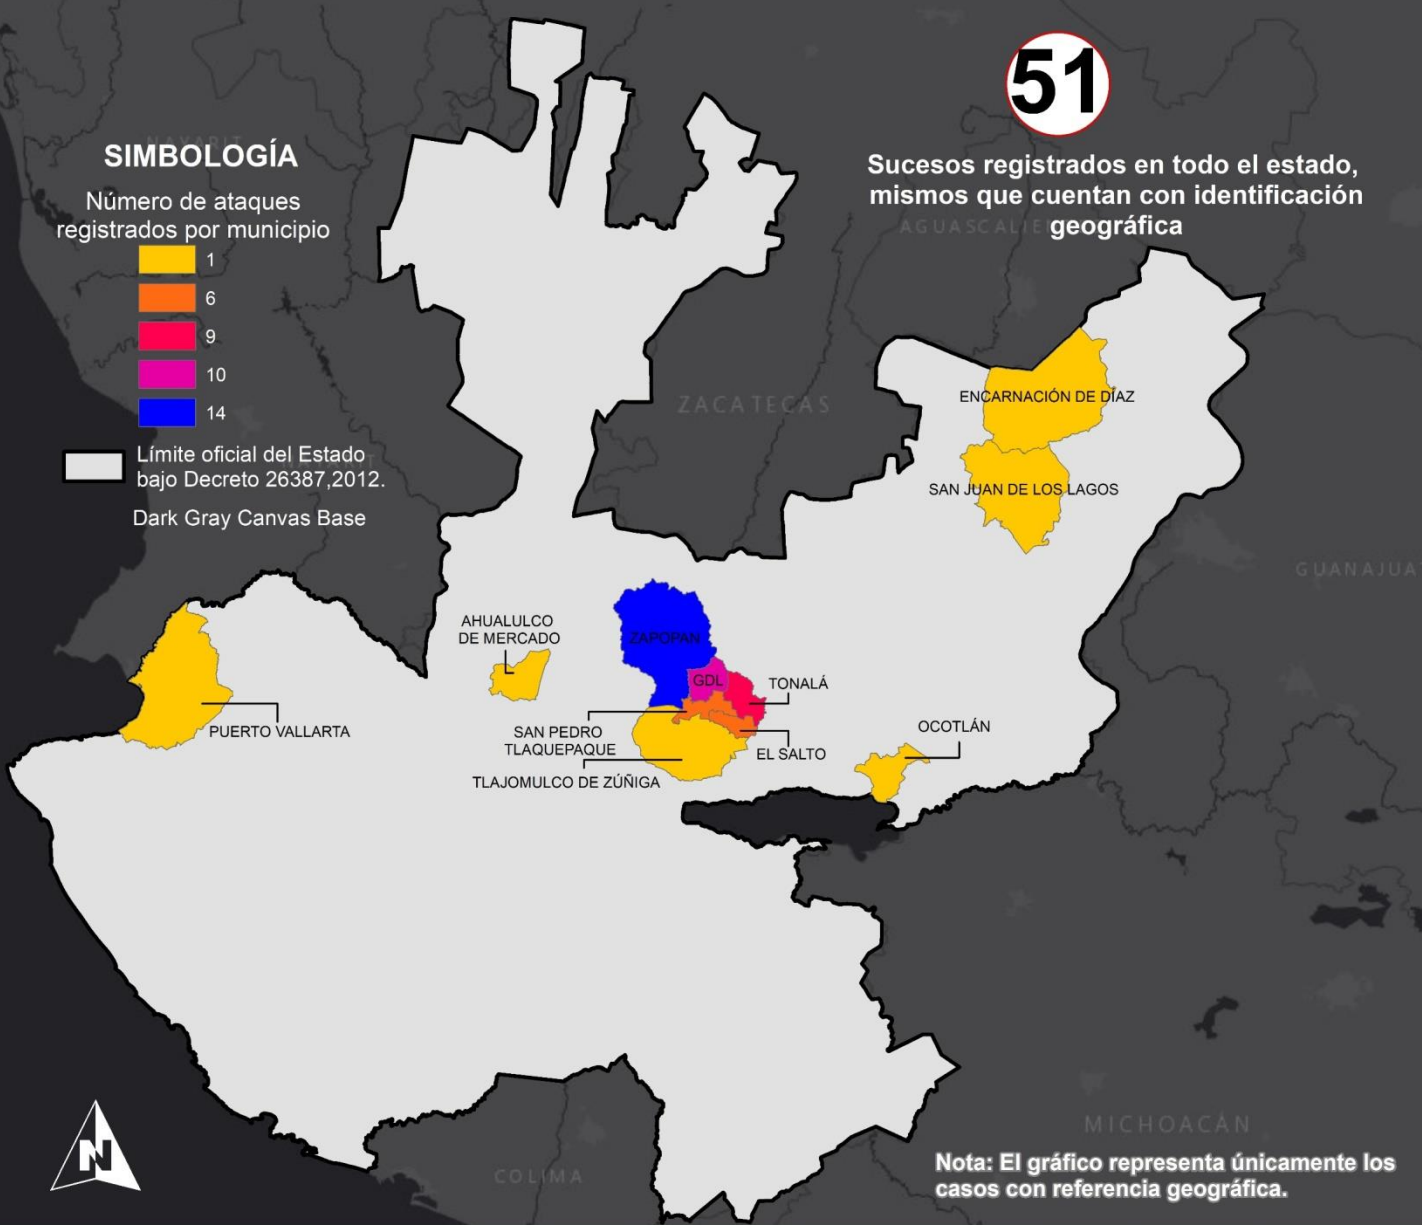 51
Sucesos registrados en todo el estado,
mismos que cuentan con identificación
geográfica
NAYARIT
SIMBOLOGÍA
Número de ataques
registrados por municipio
1
6
9
10
14
Límite oficial del Estado
bajo Decreto 26387,2012.
NAYARIT
Dark Gray Canvas Base
ZACATECAS
ENCARNACIÓN DE DÍAZ
SAN JUAN DE LOS LAGOS
AHUALULCO
DE MERCADO
ZAPOPAN
GDL
TONALÁ
PUERTO VALLARTA
SAN PEDRO
TLAQUEPAQUE
EL SALTO
OCOTLÁN
TLAJOMULCO DE ZÚÑIGA
MICHOACÁN
COLIMA
N
Nota: El gráfico representa únicamente los
casos con referencia geográfica.